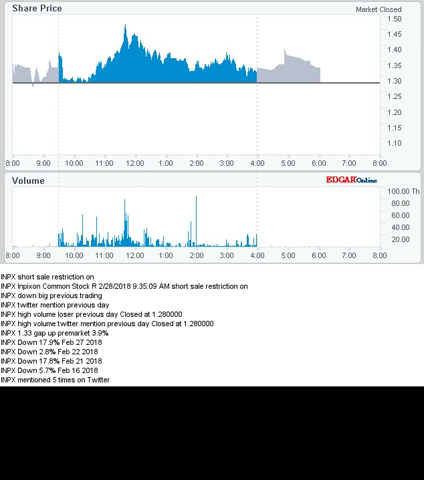 Share Price
Market Closed
1.50
1.45
1.40
1.35
1.30
1.25
1.20
1.15
1.10
8:00 9:00 10:00 11:00 12:00 1:00 2:00 3:00 4:00 5:00 6:00 7:00 8:00
Volume
EDGAR Online
100.00 Th
80.00
60.00
40.00
20.00
8:00 9:00 10:00 11:00 12:00 1:00 2:00 3:00 4:00 5:00 6:00 7:00 8:00
INPX short sale restriction on
INPX Inpixon Common Stock R 2/28/2018 9:35:09 AM short sale restriction on
INPX down big previous trading
INPX twitter mention previous day
INPX high volume loser previous day Closed at 1.280000
INPX high volume twitter mention previous day Closed at 1.280000
INPX 1.33 gap up premarket 3.9%
INPX Down 17.9% Feb 27 2018
INPX Down 2.8% Feb 22 2018
INPX Down 17.8% Feb 21 2018
INPX Down 5.7% Feb 16 2018
INPX mentioned 5 times on Twitter